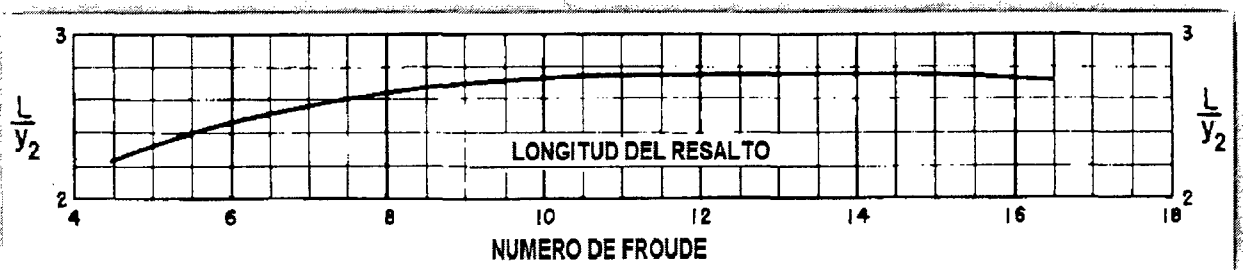 3 3
L/y₂ L/y₂
LONGITUD DEL RESALTO
2 2
4 6 8 10 12 14 16 18
NUMERO DE FROUDE